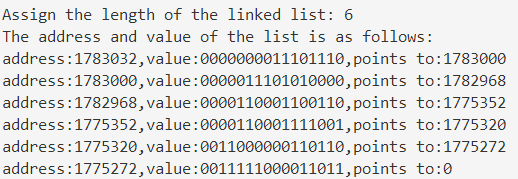 Assign the length of the linked list: 6
The address and value of the list is as follows:
address:1783032,value:0000000011101110,points to:1783000
address:1783000,value:0000011101010000,points to:1782968
address:1782968,value:0000110001100110,points to:1775352
address:1775352,value:0000110001111001,points to:1775320
address:1775320,value:0011000000110110,points to:1775272
address:1775272,value:0011111000011011,points to:0